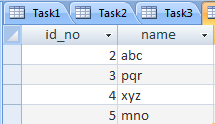 Task1 Task2 Task3
id_no name
2 abc
3 pqr
4 xyz
5 mno